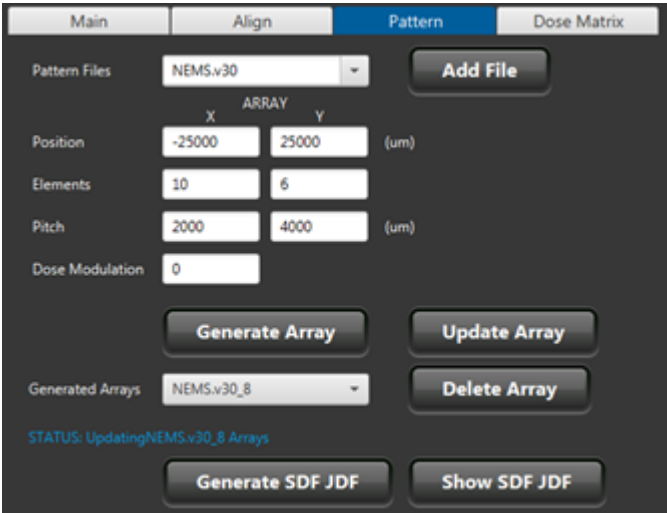 Main Align Pattern Dose Matrix
Pattern Files NEMS.v30 Add File
ARRAY
X Y
Position -25000 25000 (um)
Elements 10 6
Pitch 2000 4000 (um)
Dose Modulation 0
Generate Array Update Array
Generated Arrays NEMS.v30_8 Delete Array
STATUS: UpdatingNEMS.v30_8 Arrays
Generate SDF JDF Show SDF JDF